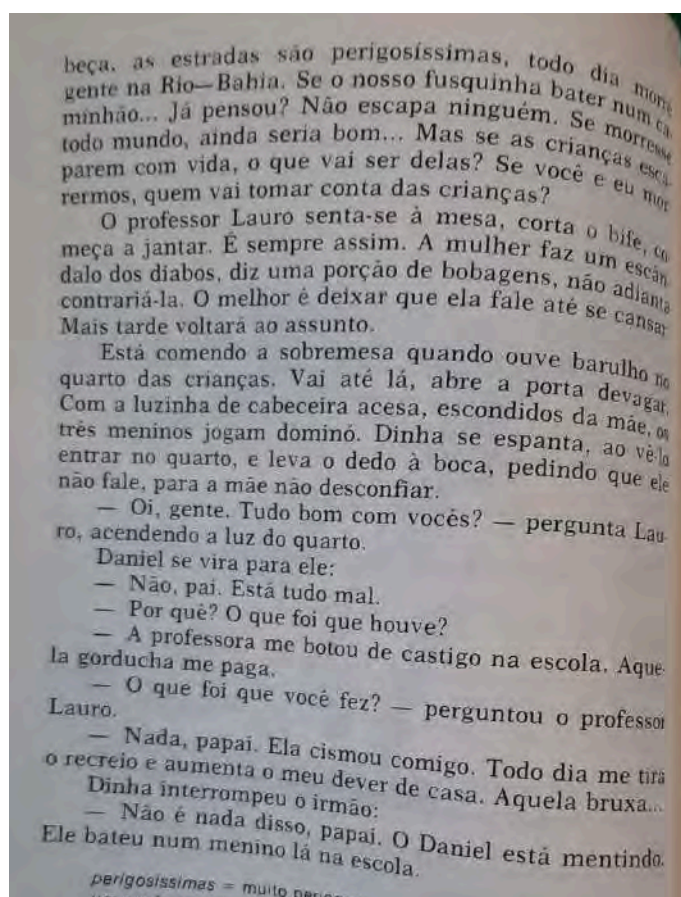 beça, as estradas são perigosíssimas, todo dia morre
gente na Rio—Bahia. Se o nosso fusquinha bater num ca-
minhão... Já pensou? Não escapa ninguém. Se morresse
todo mundo, ainda seria bom... Mas se as crianças esca-
parem com vida, o que vai ser delas? Se você e eu mor-
rermos, quem vai tomar conta das crianças?
O professor Lauro senta-se à mesa, corta o bife, co-
meça a jantar. É sempre assim. A mulher faz um escân-
dalo dos diabos, diz uma porção de bobagens, não adianta
contrariá-la. O melhor é deixar que ela fale até se cansar.
Mais tarde voltará ao assunto.
Está comendo a sobremesa quando ouve barulho no
quarto das crianças. Vai até lá, abre a porta devagar.
Com a luzinha de cabeceira acesa, escondidos da mãe, os
três meninos jogam dominó. Dinha se espanta, ao vê-lo
entrar no quarto, e leva o dedo à boca, pedindo que ele
não fale, para a mãe não desconfiar.
— Oi, gente. Tudo bom com vocês? — pergunta Lau-
ro, acendendo a luz do quarto.
Daniel se vira para ele:
— Não, pai. Está tudo mal.
— Por quê? O que foi que houve?
— A professora me botou de castigo na escola. Aque-
la gorducha me paga.
— O que foi que você fez? — perguntou o professor
Lauro.
— Nada, papai. Ela cismou comigo. Todo dia me tira
o recreio e aumenta o meu dever de casa. Aquela bruxa...
Dinha interrompeu o irmão:
— Não é nada disso, papai. O Daniel está mentindo.
Ele bateu num menino lá na escola.
perigosíssimas = muito